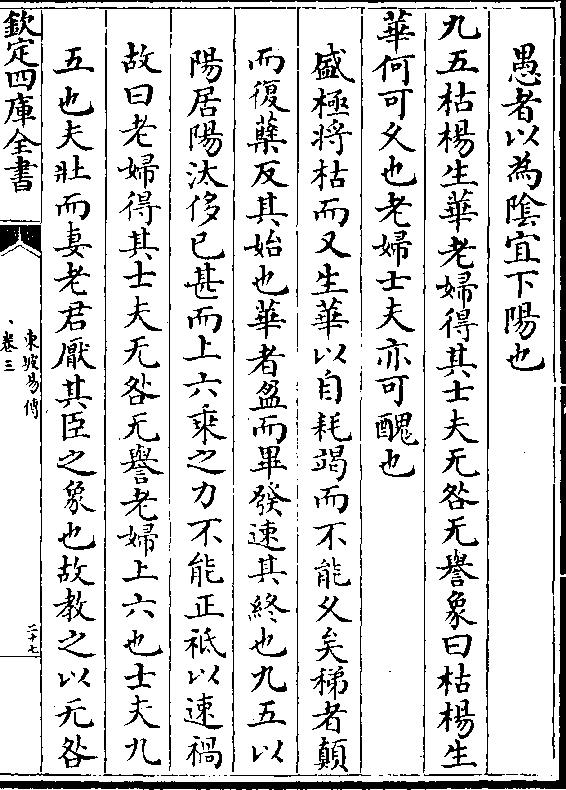 愚者以為陰宜下陽也
九五枯楊生華老婦得其士夫无咎无譽象曰枯楊生
華何可久也老婦士夫亦可醜也
盛極將枯而又生華以自耗竭而不能久矣稊者顛
而復蘖反其始也華者盈而畢發速其終也九五以
陽居陽汰侈已甚而上六乘之力不能正祗以速禍
故曰老婦得其士夫无咎无譽老婦上六也士夫九
五也夫壯而妻老君厭其臣之象也故教之以无咎
欽定四庫全書
東坡易傳
卷三
二十七